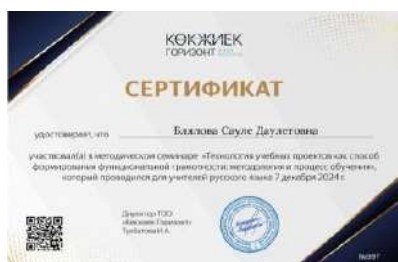 КӨКЖИЕК
ГОРИЗОНТ
СЕРТИФИКАТ
удостоверяет, что Блялова Сауле Даулетовна
участвовал(а) в методическом семинаре «Технология учебных проектов как способ
формирования функциональной грамотности: методология и процесс обучения»,
который проводился для учителей русского языка 7 декабря 2024 г.
Директор ТОО
«Көкжиек-Горизонт»